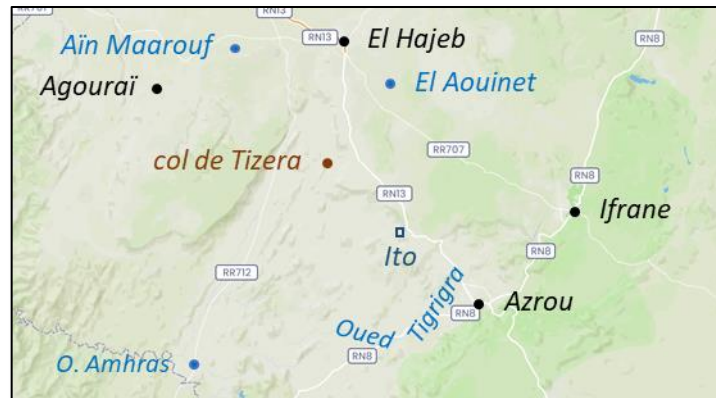 RR707
RN13
RN8
Aïn Maarouf
RN13
El Hajeb
Agouraï
El Aouinet
col de Tizera
RR707
RN8
RN13
Ifrane
Ito
RN8
RR712
Oued Tigrigra
RN8
Azrou
RN8
O. Amhras